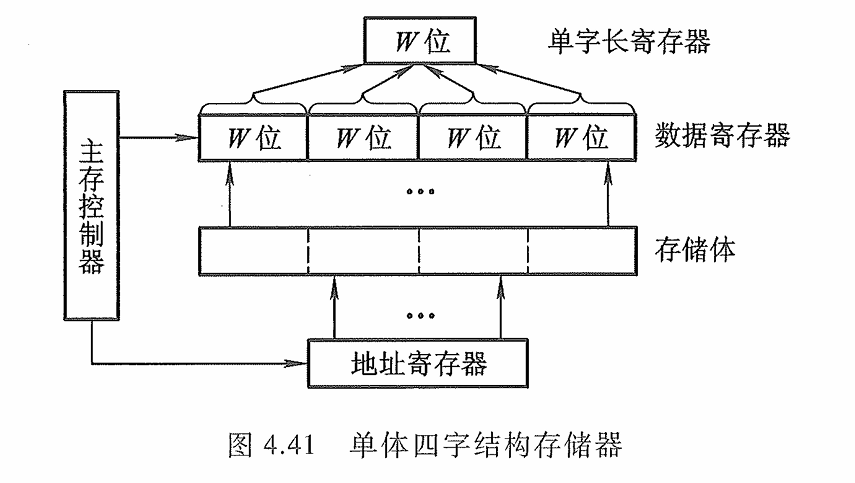 W 位 单字长寄存器
W 位 W 位 W 位 W 位 数据寄存器
主存控制器
...
存储体
...
地址寄存器
图 4.41 单体四字结构存储器